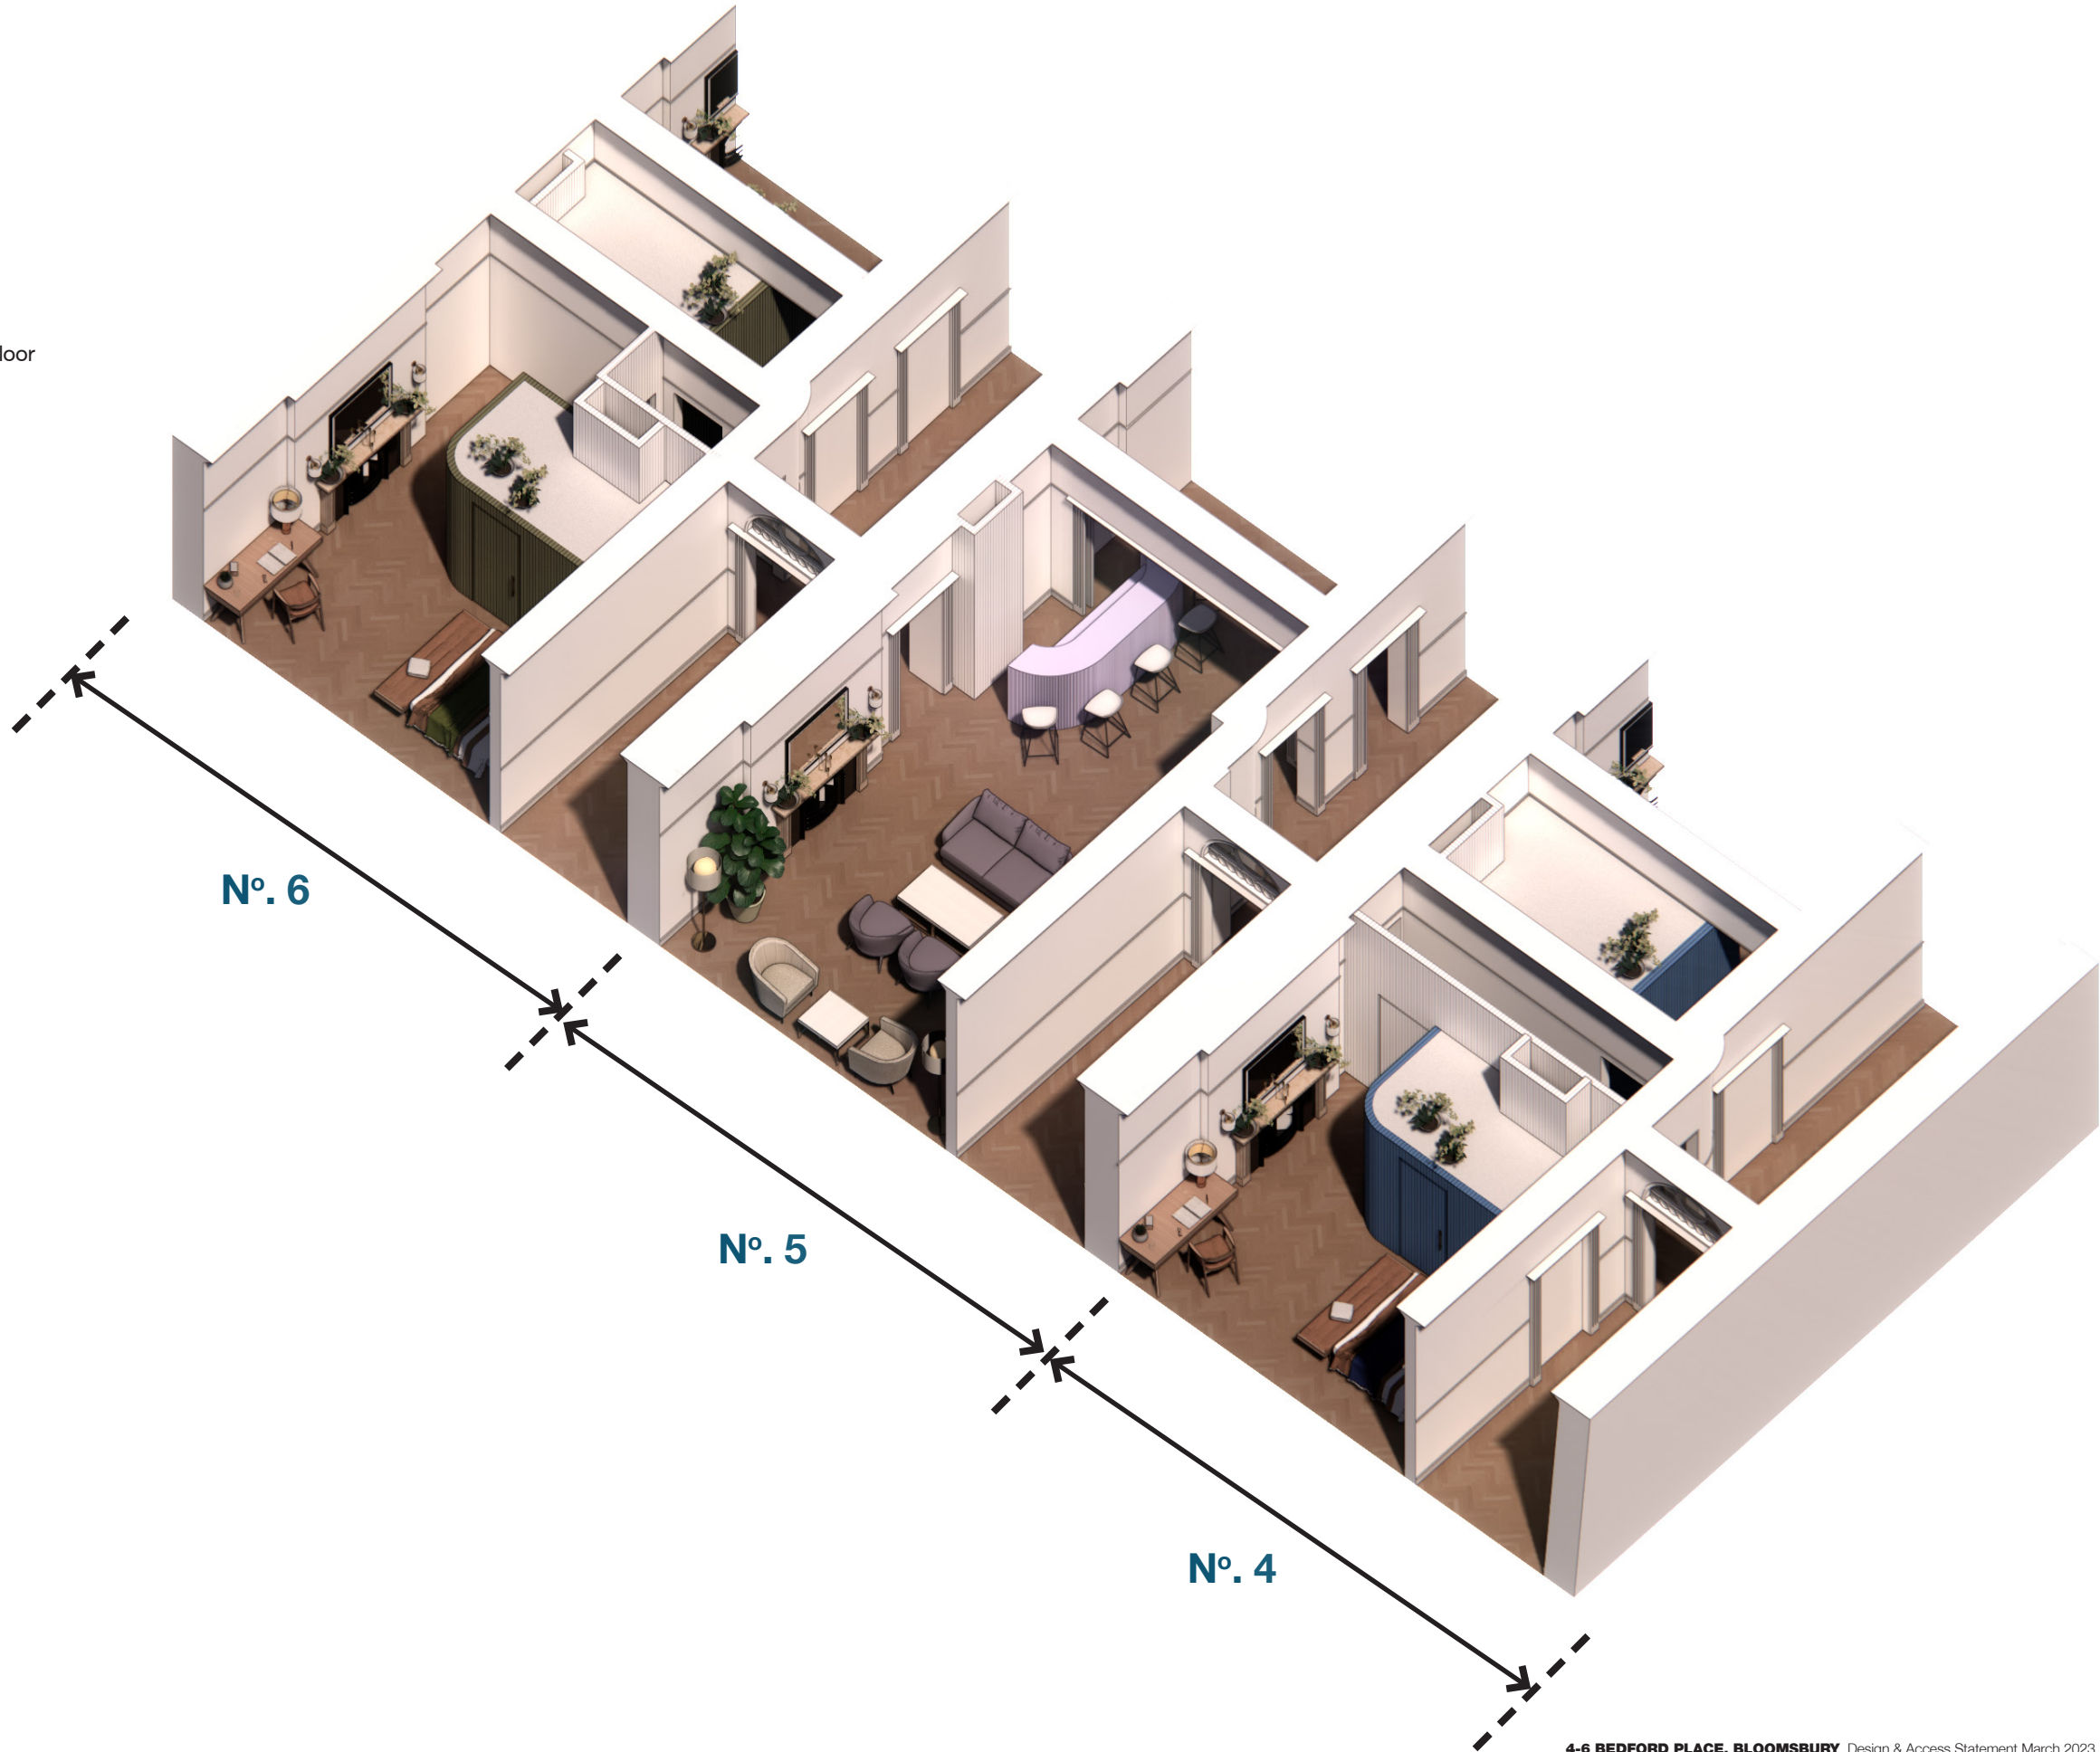 loor
Nº. 6
Nº. 5
Nº. 4
4-6 BEDFORD PLACE, BLOOMSBURY Design & Access Statement March 2023